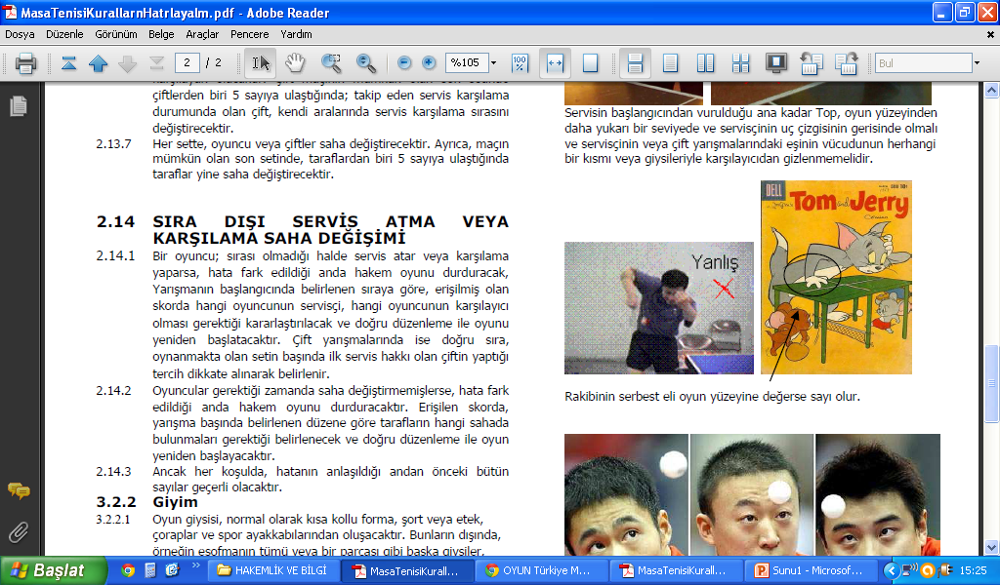 MasaTenisiKurallarnHatrlayalm.pdf - Adobe Reader
Dosya Düzenle Görünüm Belge Araçlar Pencere Yardım
2 / 2 %105 Bul
çiftlerden biri 5 sayıya ulaştığında; takip eden servis karşılama
durumunda olan çift, kendi aralarında servis karşılama sırasını
değiştirecektir.
2.13.7 Her sette, oyuncu veya çiftler saha değiştirecektir. Ayrıca, maçın
mümkün olan son setinde, taraflardan biri 5 sayıya ulaştığında
taraflar yine saha değiştirecektir.
2.14 SIRA DIŞI SERVİS ATMA VEYA
KARŞILAMA SAHA DEĞİŞİMİ
2.14.1 Bir oyuncu; sırası olmadığı halde servis atar veya karşılama
yaparsa, hata fark edildiği anda hakem oyunu durduracak,
Yarışmanın başlangıcında belirlenen sıraya göre, erişilmiş olan
skorda hangi oyuncunun servisçi, hangi oyuncunun karşılayıcı
olması gerektiği kararlaştırılacak ve doğru düzenleme ile oyunu
yeniden başlatacaktır. Çift yarışmalarında ise doğru sıra,
oynanmakta olan setin başında ilk servis hakkı olan çiftin yaptığı
tercih dikkate alınarak belirlenir.
2.14.2 Oyuncular gerektiği zamanda saha değiştirmemişlerse, hata fark
edildiği anda hakem oyunu durduracaktır. Erişilen skorda,
yarışma başında belirlenen düzene göre tarafların hangi sahada
bulunmaları gerektiği belirlenecek ve doğru düzenleme ile oyun
yeniden başlayacaktır.
2.14.3 Ancak her koşulda, hatanın anlaşıldığı andan önceki bütün
sayılar geçerli olacaktır.
3.2.2 Giyim
3.2.2.1 Oyun giysisi, normal olarak kısa kollu forma, şort veya etek,
çoraplar ve spor ayakkabılarından oluşacaktır. Bunların dışında,
örneğin eşofmanın tümü veya bir parçası gibi başka giysiler,
Servisin başlangıcından vurulduğu ana kadar Top, oyun yüzeyinden
daha yukarı bir seviyede ve servisçinin uç çizgisinin gerisinde olmalı
ve servisçinin veya çift yarışmalarındaki eşinin vücudunun herhangi
bir kısmı veya giysileriyle karşılayıcıdan gizlenmemelidir.
Yanlış
DELL
Tom and Jerry
Rakibinin serbest eli oyun yüzeyine değerse sayı olur.
Başlat HAKEMLİK VE BİLGİ MasaTenisiKurall... OYUN Türkiye M... MasaTenisiKurall... Sunu1 - Microsof... 15:25